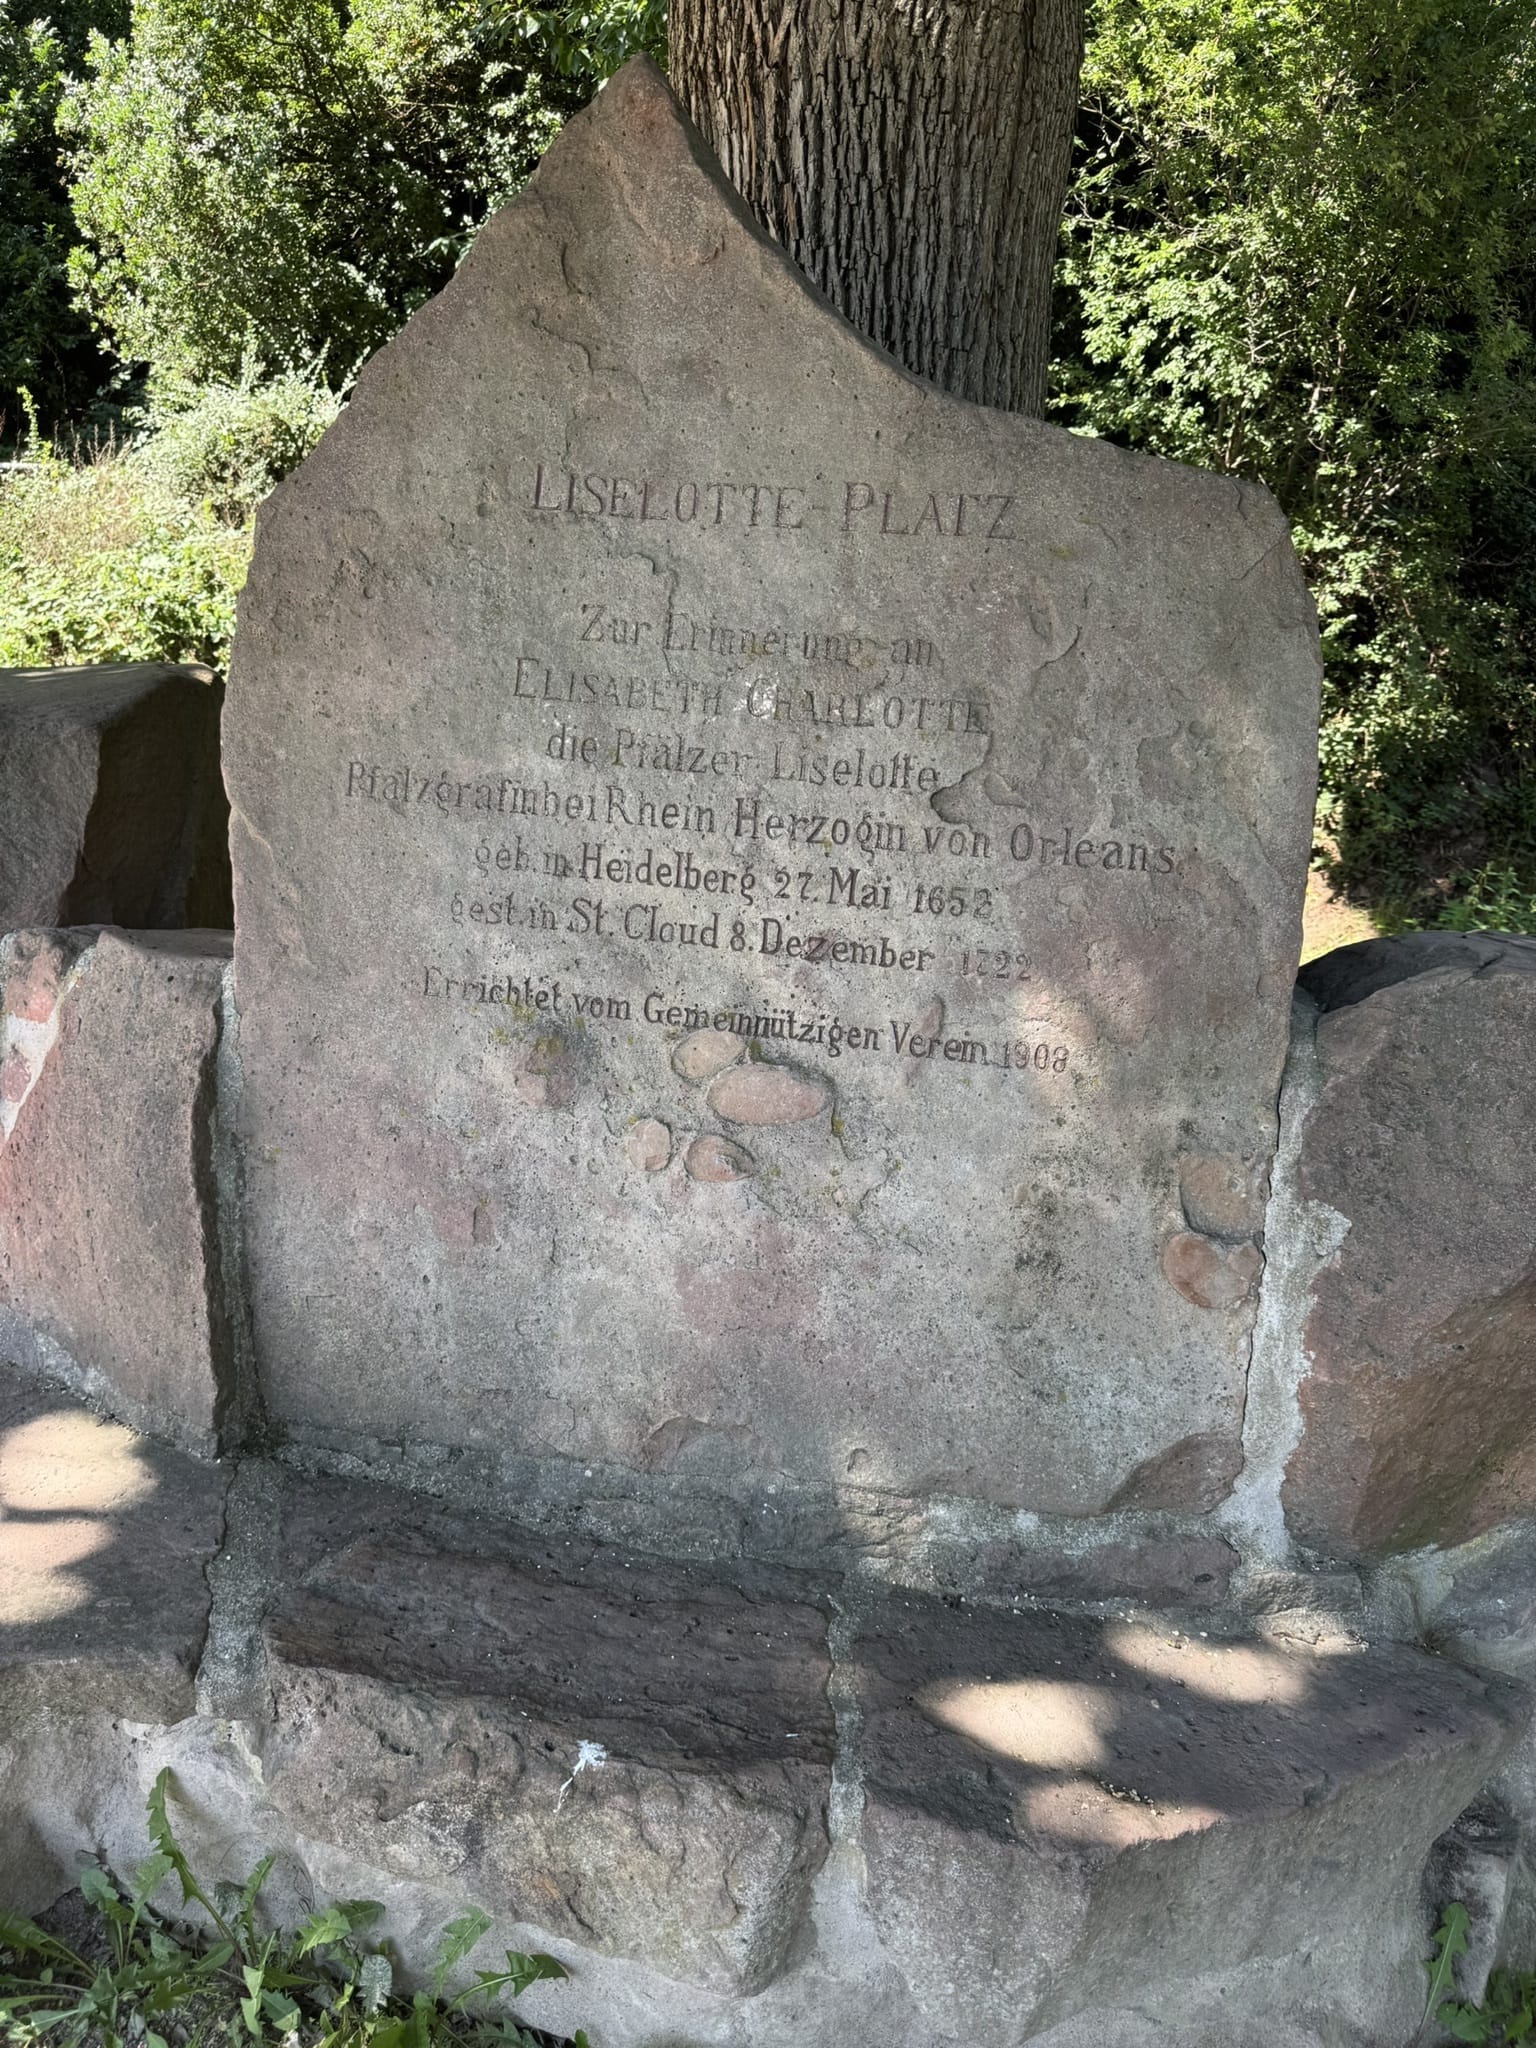 LISELOTTE-PLATZ
Zur Erinnerung an
ELISABETH CHARLOTTE
die Pfälzer Liselotte
Pfalzgräfin bei Rhein Herzogin von Orleans
geb. in Heidelberg 27. Mai 1652
gest. in St. Cloud 8. Dezember 1722
Errichtet vom Gemeinnützigen Verein 1908